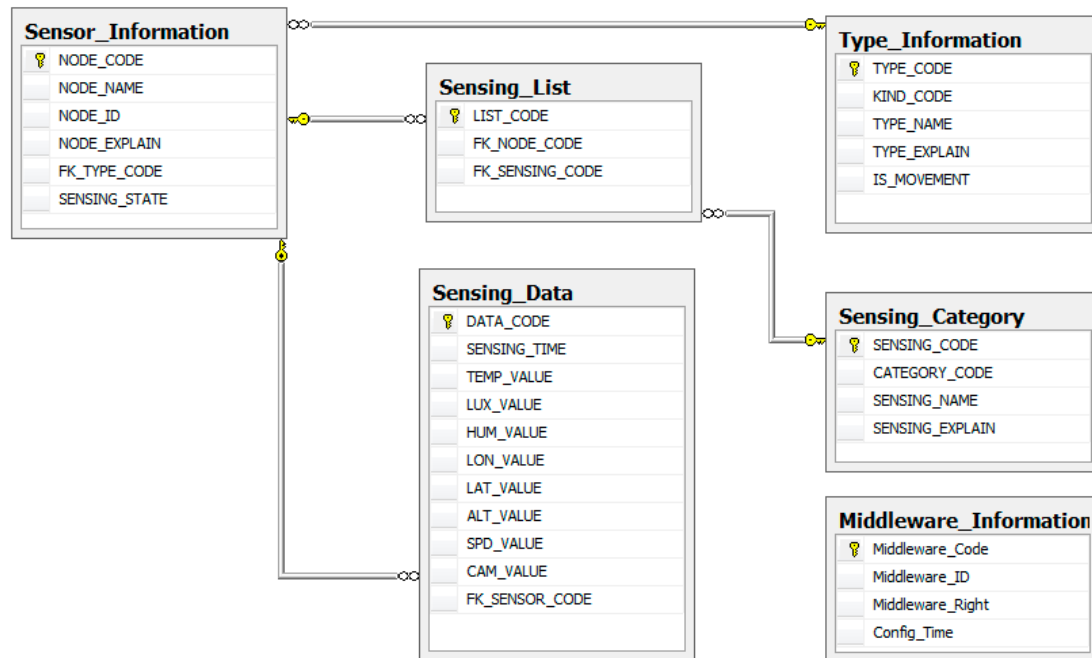 Sensor_Information
NODE_CODE
NODE_NAME
NODE_ID
NODE_EXPLAIN
FK_TYPE_CODE
SENSING_STATE
Sensing_List
LIST_CODE
FK_NODE_CODE
FK_SENSING_CODE
Type_Information
TYPE_CODE
KIND_CODE
TYPE_NAME
TYPE_EXPLAIN
IS_MOVEMENT
Sensing_Data
DATA_CODE
SENSING_TIME
TEMP_VALUE
LUX_VALUE
HUM_VALUE
LON_VALUE
LAT_VALUE
ALT_VALUE
SPD_VALUE
CAM_VALUE
FK_SENSOR_CODE
Sensing_Category
SENSING_CODE
CATEGORY_CODE
SENSING_NAME
SENSING_EXPLAIN
Middleware_Information
Middleware_Code
Middleware_ID
Middleware_Right
Config_Time